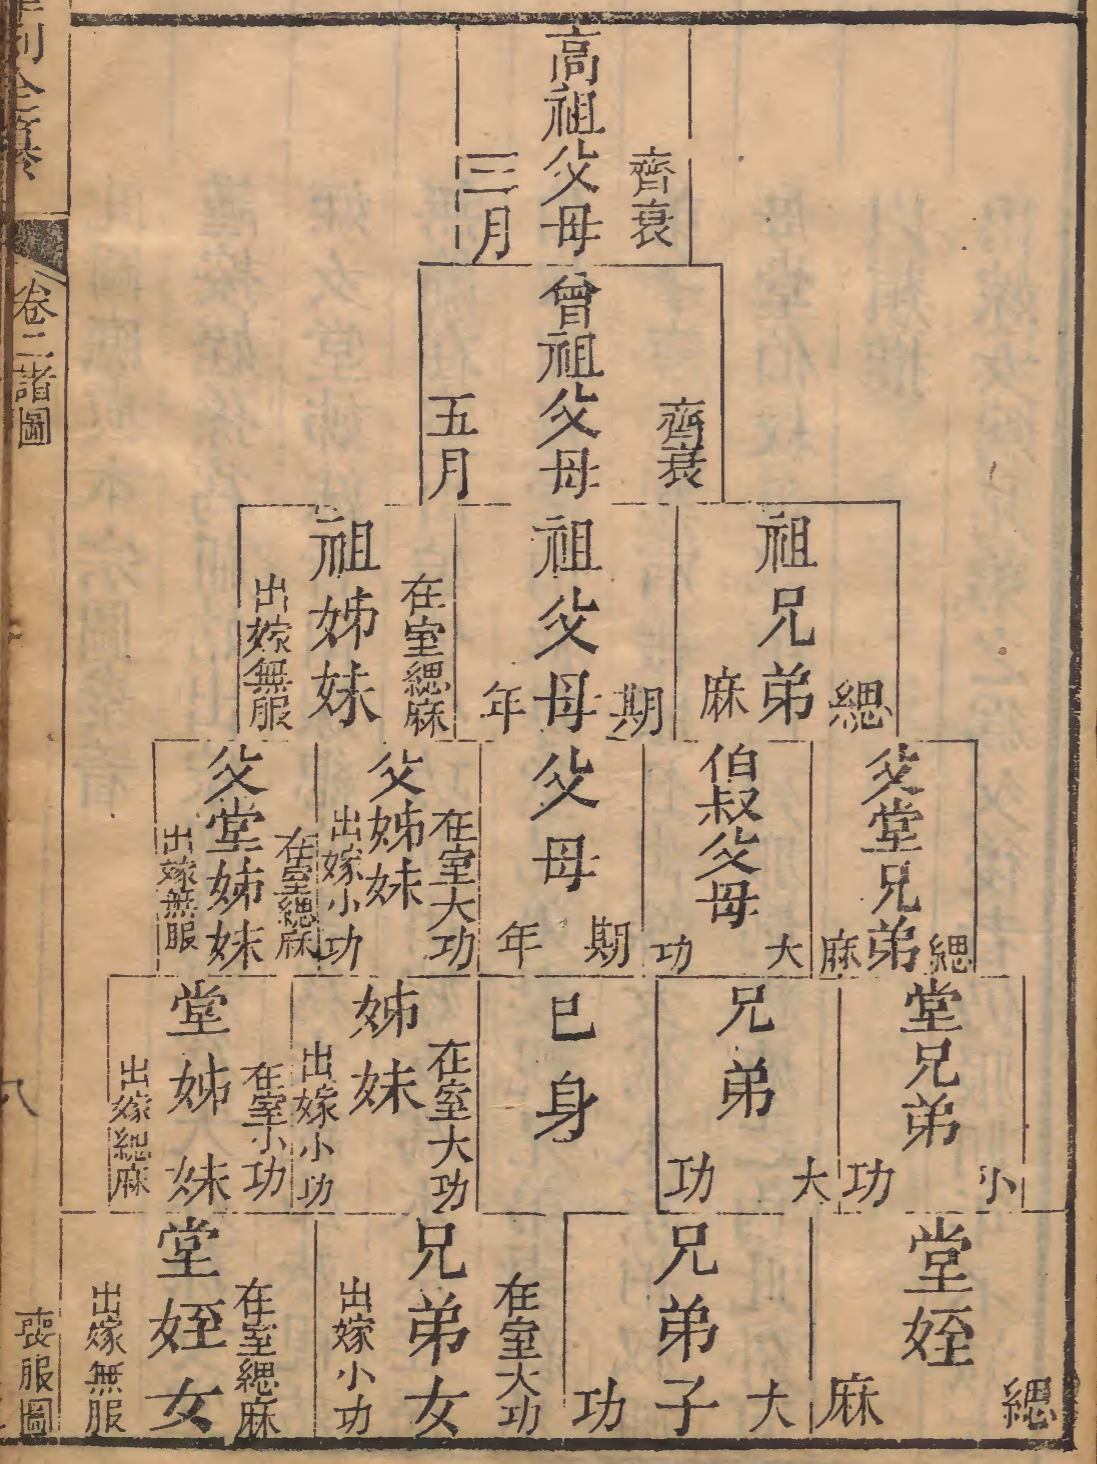 高祖父母
齊衰
三月
曾祖父母
齊衰
五月
祖兄弟
緦麻
祖父母
期年
祖姊妹
在室緦麻
出嫁無服
父堂兄弟
緦麻
伯叔父母
大功
父母
期年
父姊妹
在室大功
出嫁小功
父堂姊妹
在室緦麻
出嫁無服
堂兄弟
小功
兄弟
大功
已身
姊妹
在室大功
出嫁小功
堂姊妹
在室小功
出嫁緦麻
堂姪
緦麻
兄弟子
大功
兄弟女
在室大功
出嫁小功
堂姪女
在室緦麻
出嫁無服
卷二諸圖
喪服圖